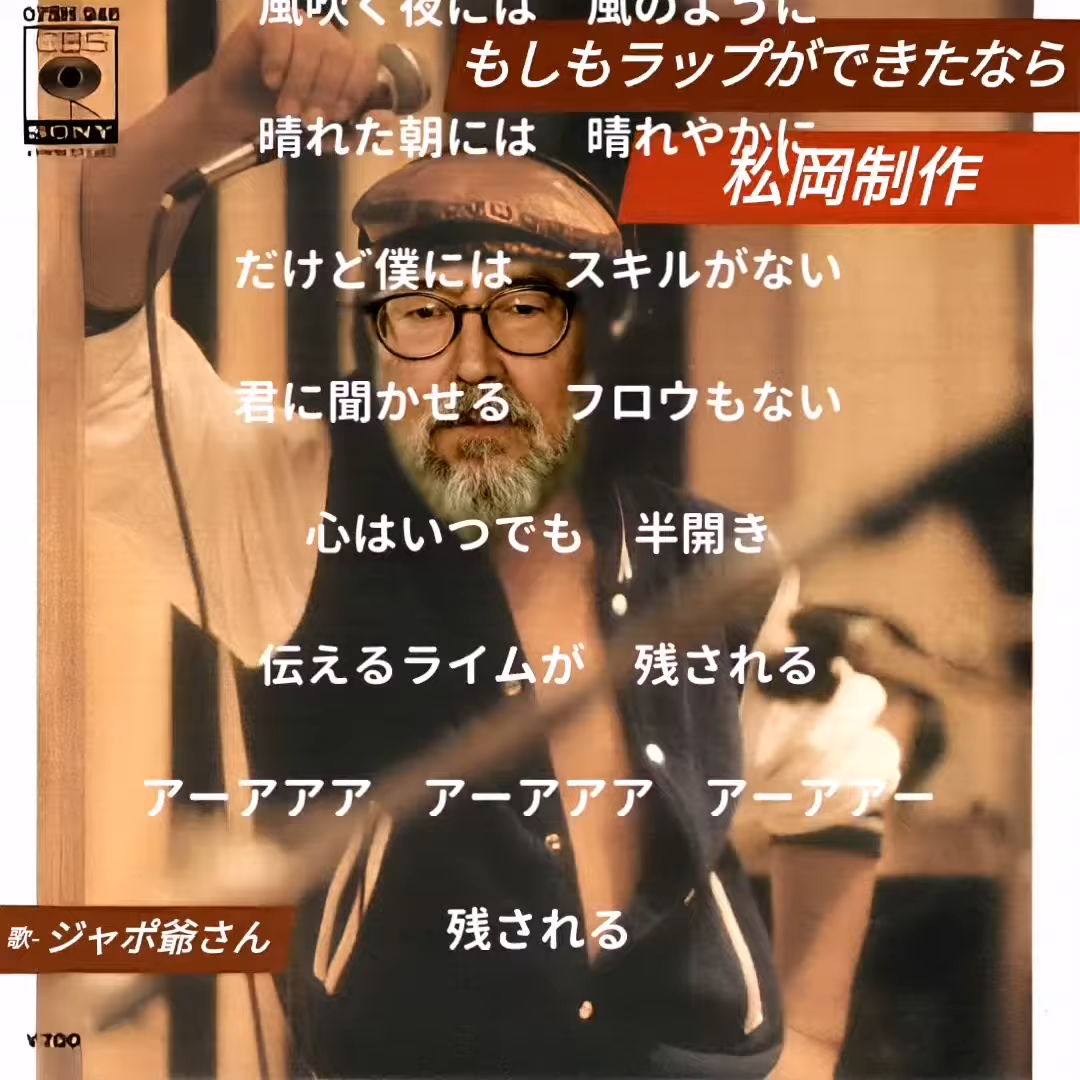 CBS
SONY
風吹く夜には　風のように
もしもラップができたなら
晴れた朝には　晴れやかに
松岡制作
だけど僕には　スキルがない
君に聞かせる　フロウもない
心はいつでも　半開き
伝えるライムが　残される
アーアアア　アーアアア　アーアアー
歌- ジャポ爺さん
残される
¥700